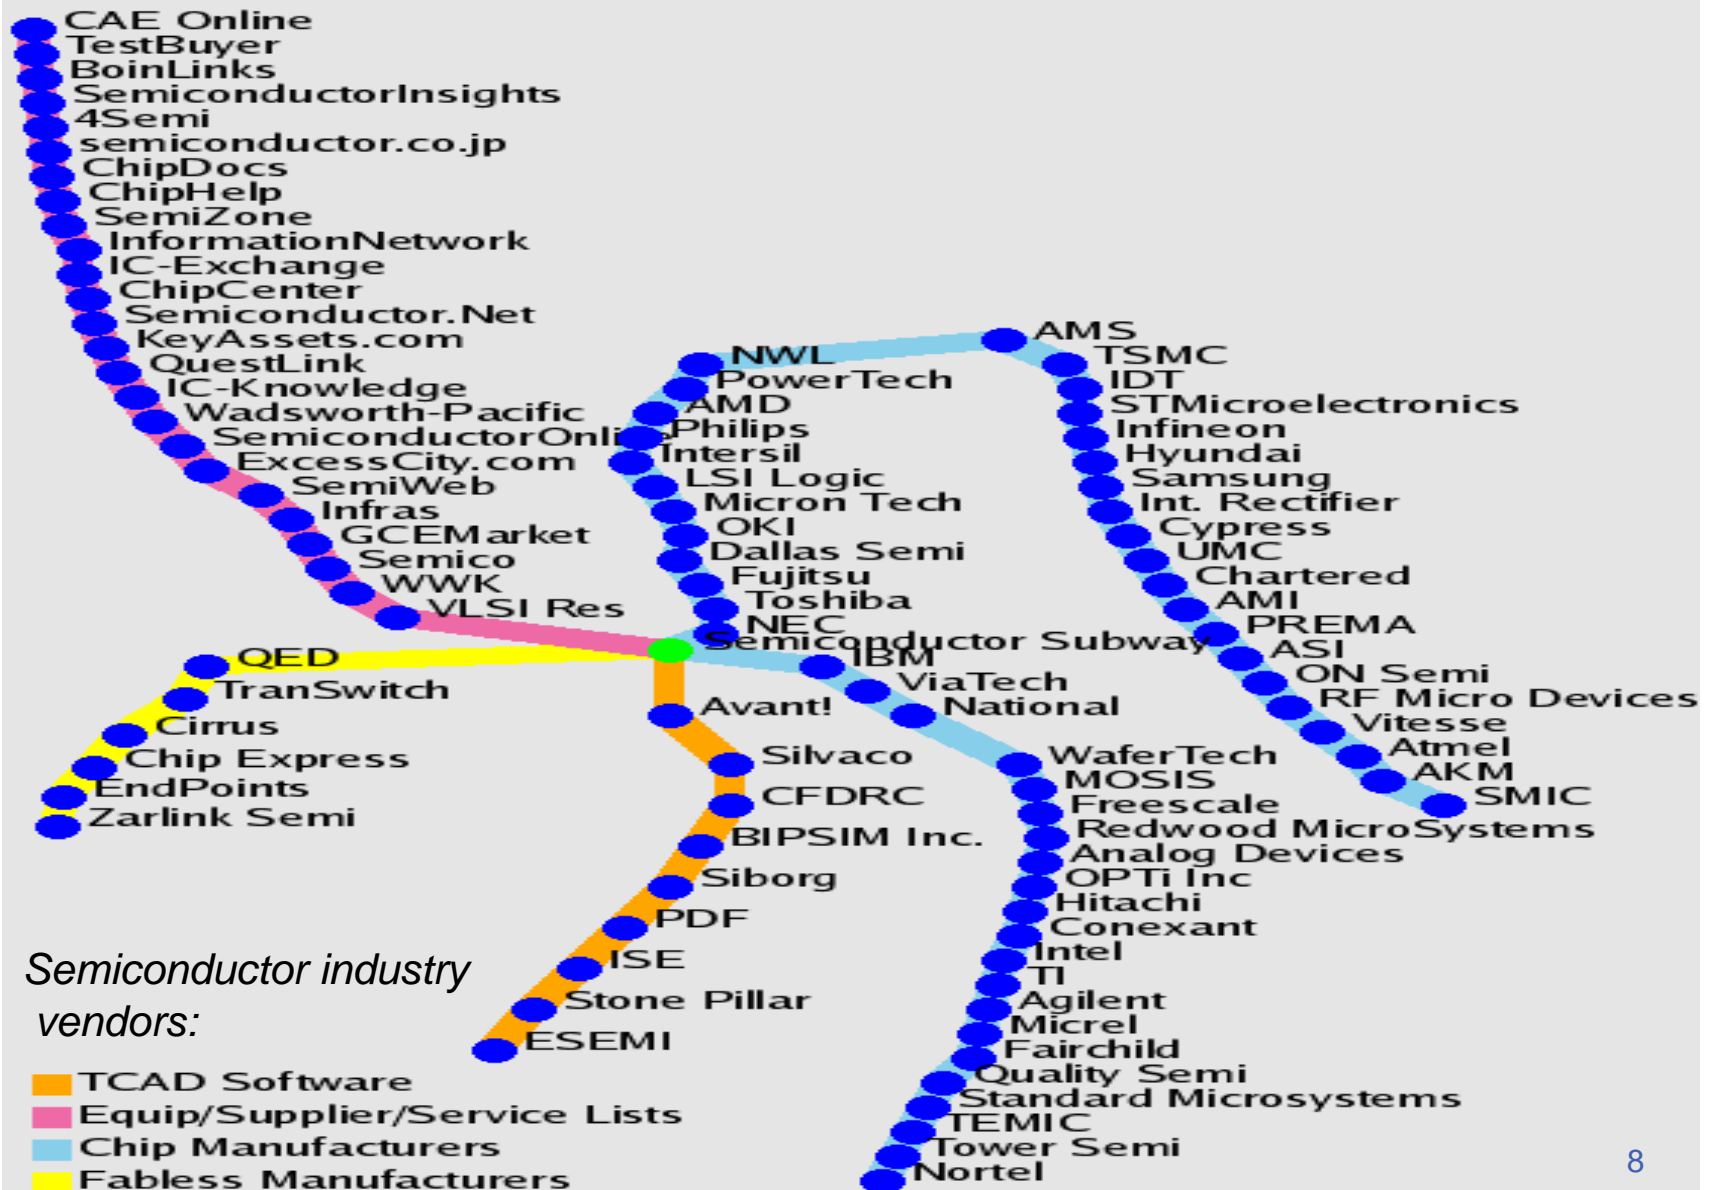 CAE Online
TestBuyer
BoinLinks
SemiconductorInsights
4Semi
semiconductor.co.jp
ChipDocs
ChipHelp
SemiZone
InformationNetwork
IC-Exchange
ChipCenter
Semiconductor.Net
KeyAssets.com
QuestLink
IC-Knowledge
Wadsworth-Pacific
SemiconductorOnline
ExcessCity.com
SemiWeb
Infras
GCEMarket
Semico
WWK
VLSI Res
NWL
PowerTech
AMD
Philips
Intersil
LSI Logic
Micron Tech
OKI
Dallas Semi
Fujitsu
Toshiba
NEC
Semiconductor Subway
AMS
TSMC
IDT
STMicroelectronics
Infineon
Hyundai
Samsung
Int. Rectifier
Cypress
UMC
Chartered
AMI
PREMA
ASI
ON Semi
RF Micro Devices
Vitesse
Atmel
AKM
SMIC
QED
TranSwitch
Cirrus
Chip Express
EndPoints
Zarlink Semi
Avant!
Silvaco
CFDRC
BIPSIM Inc.
Siborg
PDF
ISE
Stone Pillar
ESEMI
IBM
ViaTech
National
WaferTech
MOSIS
Freescale
Redwood MicroSystems
Analog Devices
OPTi Inc
Hitachi
Conexant
Intel
TI
Agilent
Micrel
Fairchild
Quality Semi
Standard Microsystems
TEMIC
Tower Semi
Nortel
Semiconductor industry
vendors:
TCAD Software
Equip/Supplier/Service Lists
Chip Manufacturers
Fabless Manufacturers
8